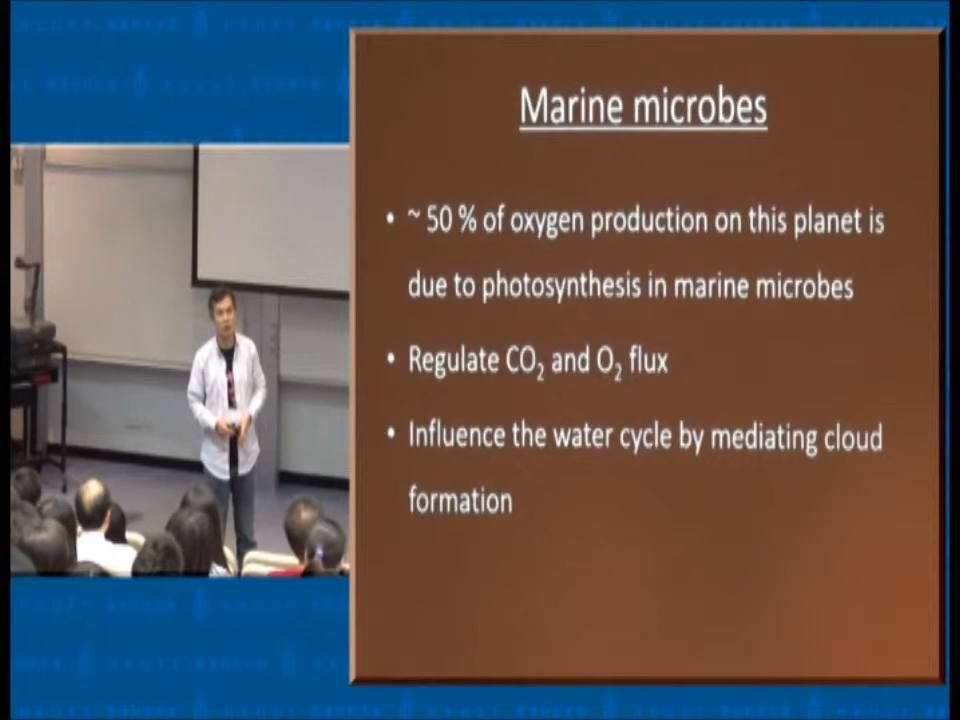 Marine microbes
• ~ 50 % of oxygen production on this planet is
due to photosynthesis in marine microbes
• Regulate CO₂ and O₂ flux
• Influence the water cycle by mediating cloud
formation